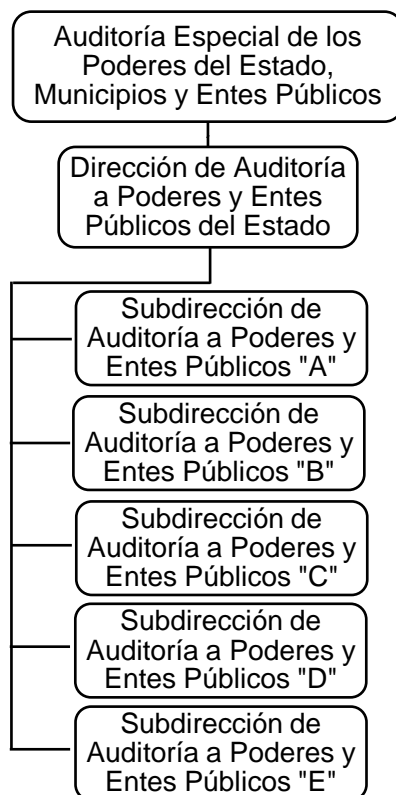 Auditoría Especial de los
Poderes del Estado,
Municipios y Entes Públicos
Dirección de Auditoría
a Poderes y Entes
Públicos del Estado
Subdirección de
Auditoría a Poderes y
Entes Públicos "A"
Subdirección de
Auditoría a Poderes y
Entes Públicos "B"
Subdirección de
Auditoría a Poderes y
Entes Públicos "C"
Subdirección de
Auditoría a Poderes y
Entes Públicos "D"
Subdirección de
Auditoría a Poderes y
Entes Públicos "E"